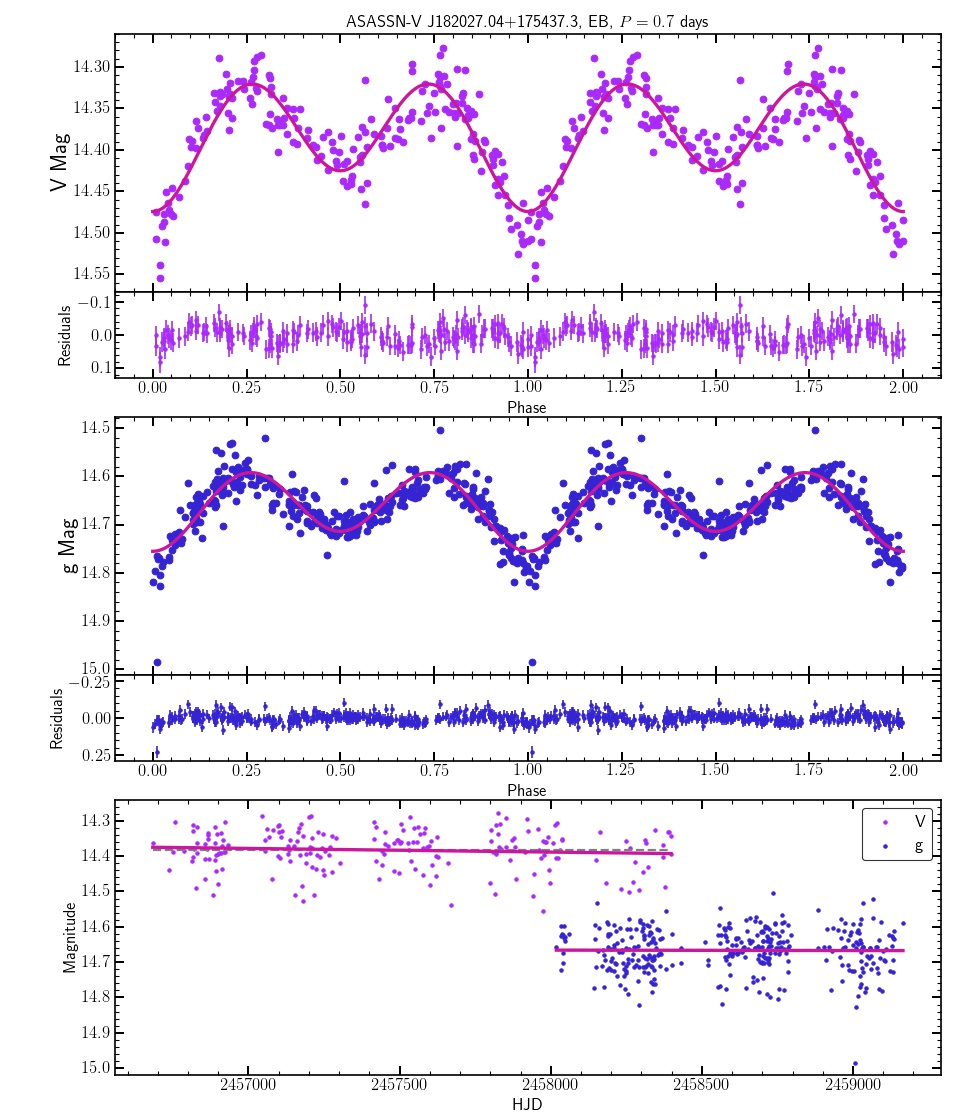 ASASSN-V J182027.04+175437.3, EB, P = 0.7 days
14.30
14.35
14.40
14.45
14.50
14.55
V Mag
−0.1
0.0
0.1
Residuals
0.00 0.25 0.50 0.75 1.00 1.25 1.50 1.75 2.00
Phase
14.5
14.6
14.7
14.8
14.9
15.0
g Mag
−0.25
0.00
0.25
Residuals
0.00 0.25 0.50 0.75 1.00 1.25 1.50 1.75 2.00
Phase
14.3
14.4
14.5
14.6
14.7
14.8
14.9
15.0
Magnitude
V
g
2457000 2457500 2458000 2458500 2459000
HJD